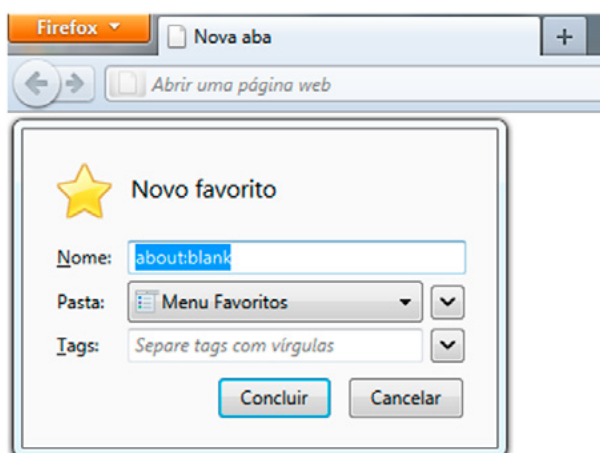 Firefox
Nova aba
Abrir uma página web
Novo favorito
Nome: about:blank
Pasta: Menu Favoritos
Tags: Separe tags com vírgulas
Concluir Cancelar